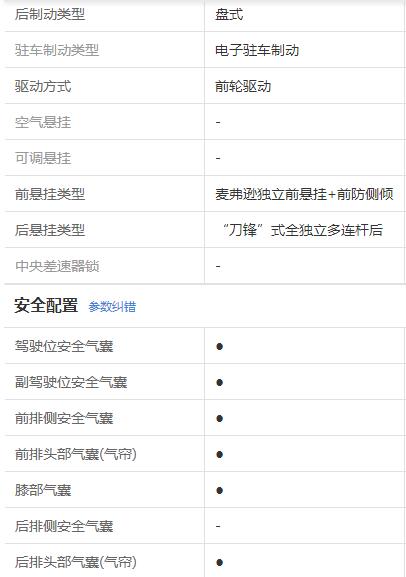 后制动类型 盘式
驻车制动类型 电子驻车制动
驱动方式 前轮驱动
空气悬挂 -
可调悬挂 -
前悬挂类型 麦弗逊独立前悬挂+前防侧倾
后悬挂类型 “刀锋”式全独立多连杆后
中央差速器锁 -
安全配置 参数纠错
驾驶位安全气囊 ●
副驾驶位安全气囊 ●
前排侧安全气囊 ●
前排头部气囊(气帘) ●
膝部气囊 ●
后排侧安全气囊 -
后排头部气囊(气帘) ●